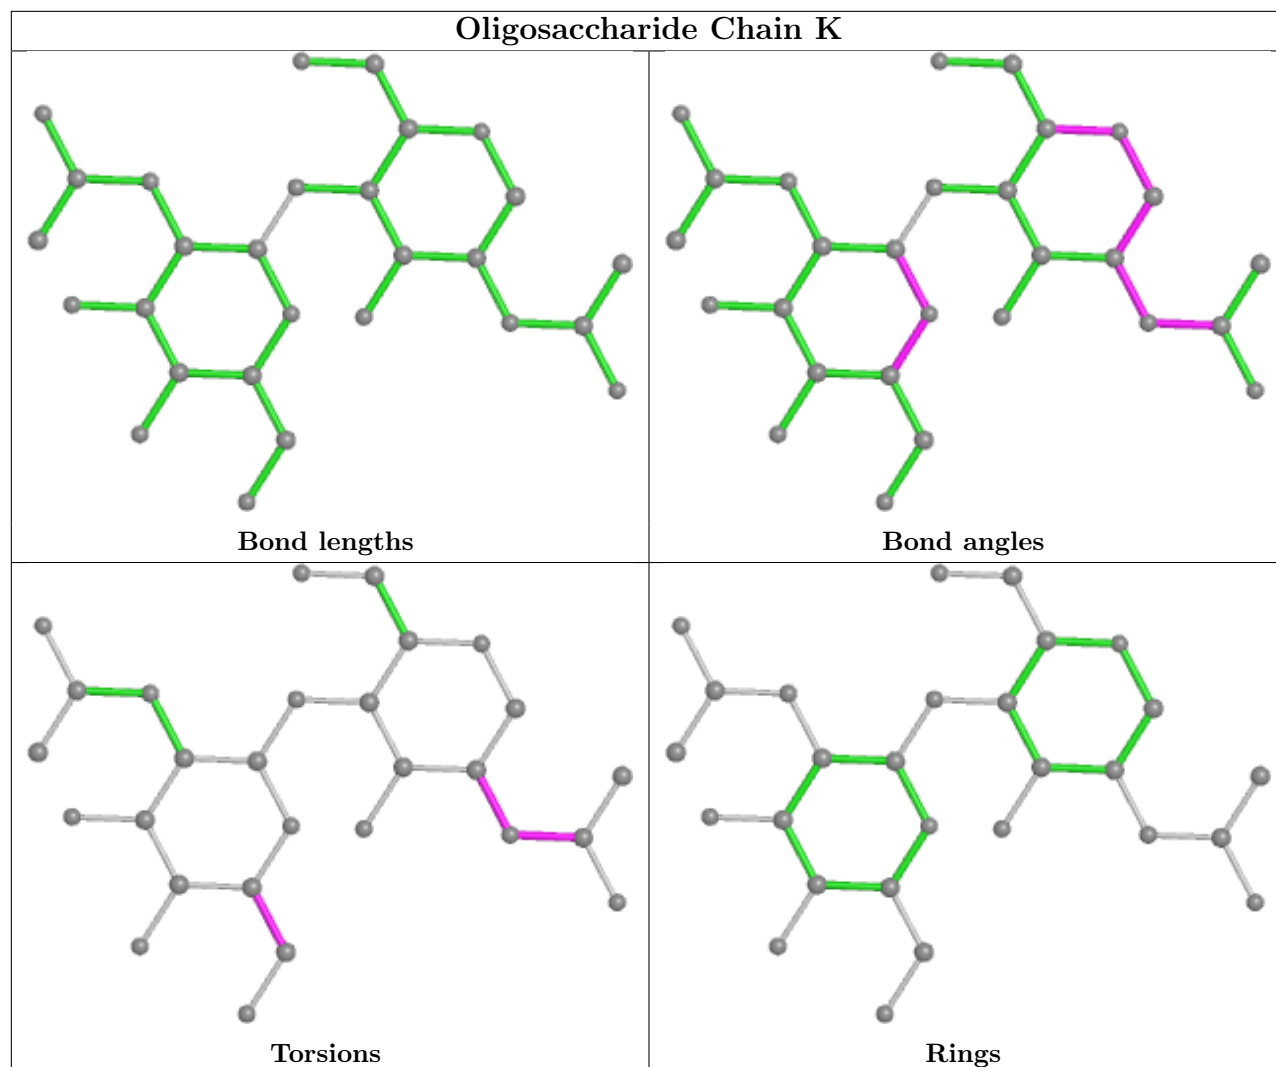 Oligosaccharide Chain K
Bond lengths
Bond angles
Torsions
Rings